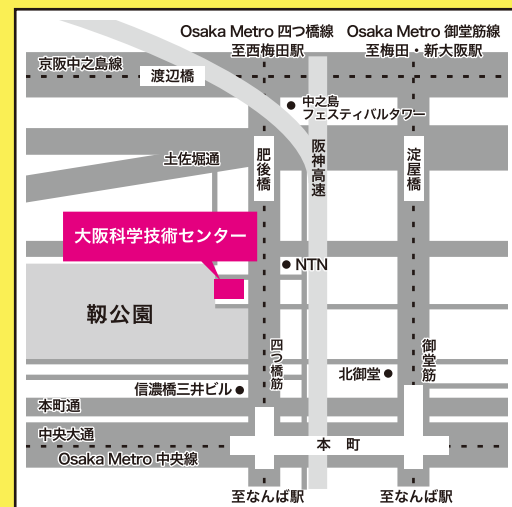 Osaka Metro 四つ橋線
至西梅田駅
Osaka Metro 御堂筋線
至梅田・新大阪駅
京阪中之島線
渡辺橋
中之島
フェスティバルタワー
土佐堀通
肥後橋
阪神高速
淀屋橋
大阪科学技術センター
NTN
靱公園
四つ橋筋
御堂筋
北御堂
信濃橋三井ビル
本町通
中央大通
本町
Osaka Metro 中央線
至なんば駅
至なんば駅